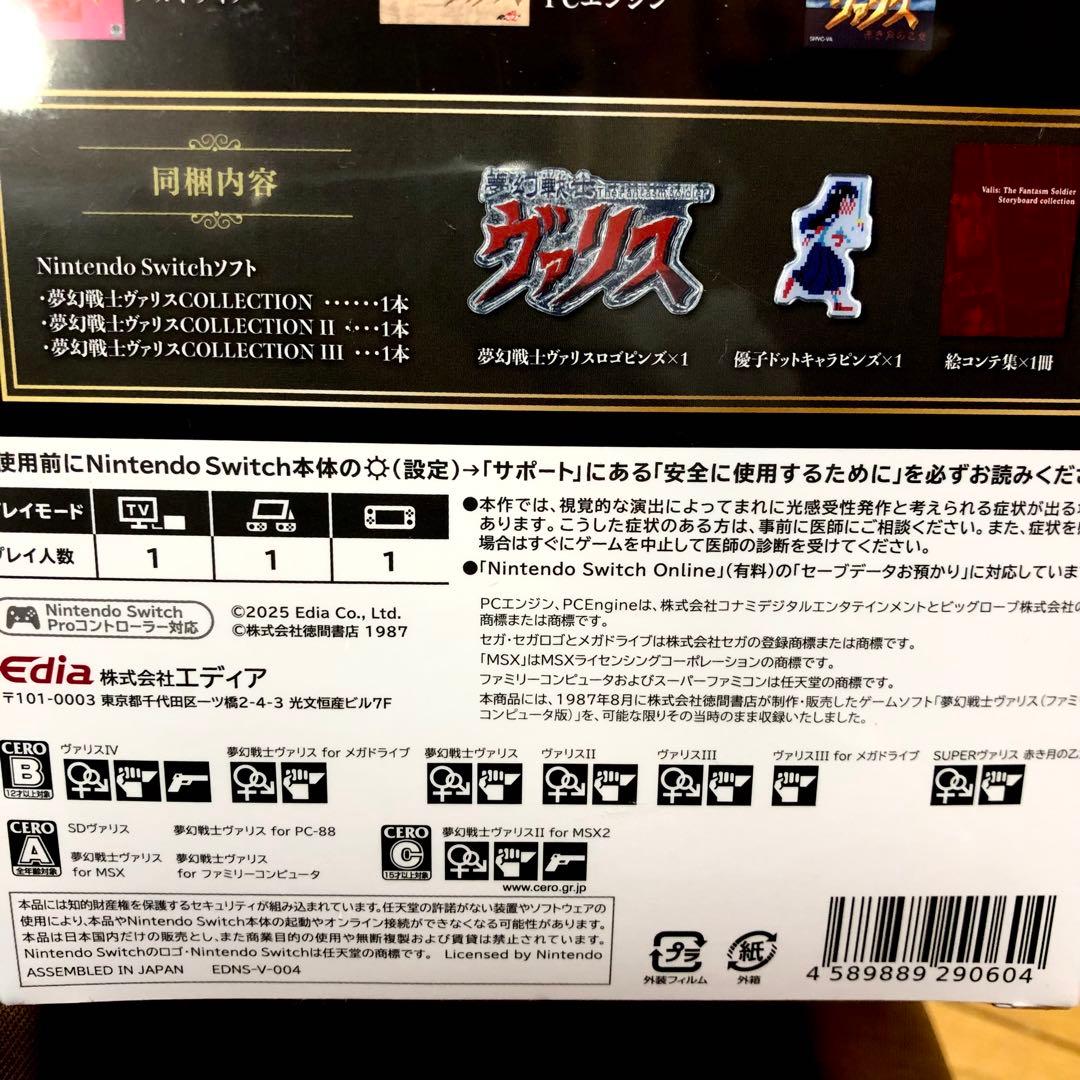 PCエンジン
ヴァリス
SHVC-VA 赤き月の乙女
同梱内容
Nintendo Switchソフト
・夢幻戦士ヴァリスCOLLECTION ・・・・・・1本
・夢幻戦士ヴァリスCOLLECTION II ・・・・1本
・夢幻戦士ヴァリスCOLLECTION III ・・・1本
夢幻戦士 The Fantasm Soldier
ヴァリス
夢幻戦士ヴァリスロゴピンズ×1
優子ドットキャラピンズ×1
Valis: The Fantasm Soldier
Storyboard collection
絵コンテ集×1冊
使用前にNintendo Switch本体の(設定)→「サポート」にある「安全に使用するために」を必ずお読みくだ
レイモード TV
プレイ人数 1 1 1
●本作では、視覚的な演出によってまれに光感受性発作と考えられる症状が出る
あります。こうした症状のある方は、事前に医師にご相談ください。また、症状を
場合はすぐにゲームを中止して医師の診断を受けてください。
●「Nintendo Switch Online」(有料)の「セーブデータお預かり」に対応していま
Nintendo Switch
Proコントローラー対応
©2025 Edia Co., Ltd.
©株式会社徳間書店 1987
Edia 株式会社エディア
〒101-0003 東京都千代田区一ツ橋2-4-3 光文恒産ビル7F
PCエンジン、PCEngineは、株式会社コナミデジタルエンタテインメントとビッグローブ株式会社の
商標または商標です。
セガ・セガロゴとメガドライブは株式会社セガの登録商標または商標です。
「MSX」はMSXライセンシングコーポレーションの商標です。
ファミリーコンピュータおよびスーパーファミコンは任天堂の商標です。
本商品には、1987年8月に株式会社徳間書店が制作・販売したゲームソフト「夢幻戦士ヴァリス(ファミ
コンピュータ版)」を、可能な限りその当時のまま収録いたしました。
CERO B 12才以上対象
ヴァリスIV
夢幻戦士ヴァリス for メガドライブ
夢幻戦士ヴァリス
ヴァリスII
ヴァリスIII
ヴァリスIII for メガドライブ
SUPERヴァリス 赤き月の乙
CERO A 全年齢対象
SDヴァリス
夢幻戦士ヴァリス for PC-88
夢幻戦士ヴァリス
for MSX
夢幻戦士ヴァリス
for ファミリーコンピュータ
CERO C 15才以上対象
夢幻戦士ヴァリスII for MSX2
www.cero.gr.jp
本品には知的財産権を保護するセキュリティが組み込まれています。任天堂の許諾がない装置やソフトウェアの
使用により、本品やNintendo Switch本体の起動やオンライン接続ができなくなる可能性があります。
本品は日本国内だけの販売とし、また商業目的の使用や無断複製および賃貸は禁止されています。
Nintendo Switchのロゴ・Nintendo Switchは任天堂の商標です。 Licensed by Nintendo
ASSEMBLED IN JAPAN EDNS-V-004
プラ
外装フィルム
紙
外箱
4 589889 290604